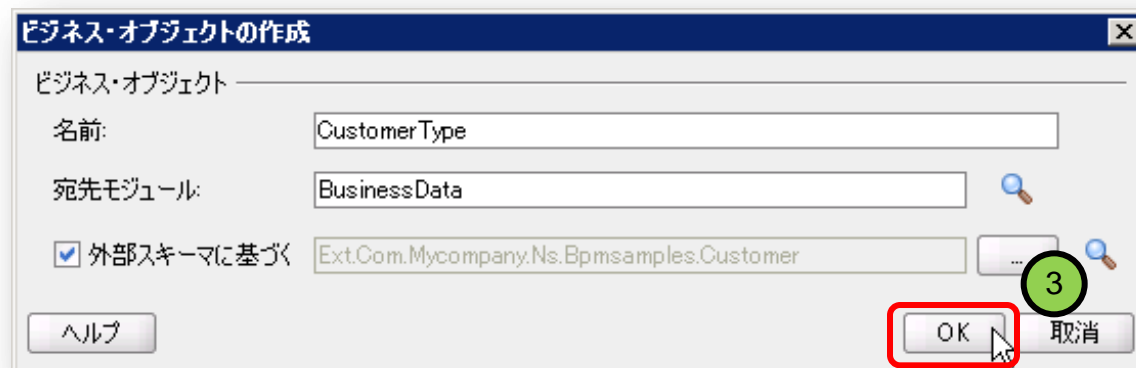 ビジネス・オブジェクトの作成
ビジネス・オブジェクト
名前: CustomerType
宛先モジュール: BusinessData
外部スキーマに基づく Ext.Com.Mycompany.Ns.Bpmsamples.Customer ...
3
ヘルプ OK 取消